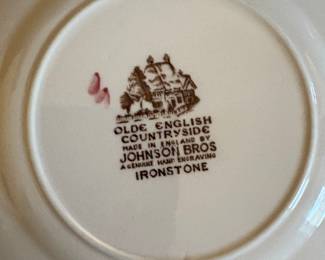 OLDE ENGLISH
COUNTRYSIDE
MADE IN ENGLAND BY
JOHNSON BROS
A GENUINE HAND ENGRAVING
IRONSTONE